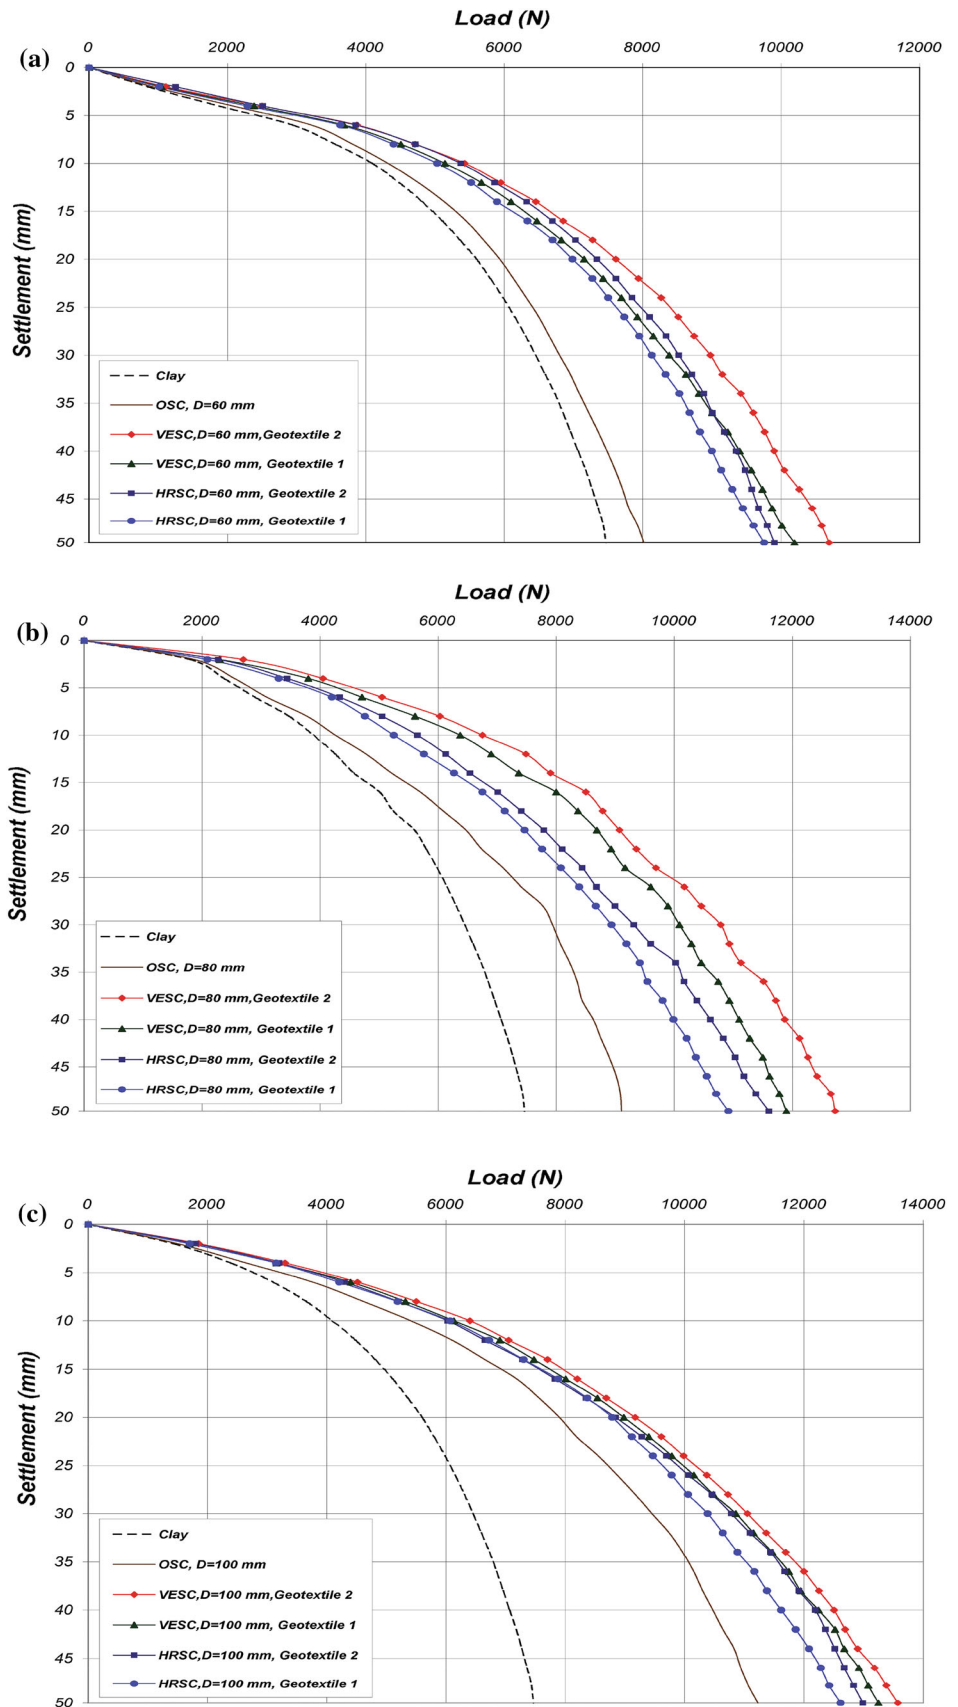 Load (N)
(a)
0 2000 4000 6000 8000 10000 12000
0
5
10
15
20
25
30
35
40
45
50
Settlement (mm)
Clay
OSC, D=60 mm
VESC,D=60 mm,Geotextile 2
VESC,D=60 mm, Geotextile 1
HRSC,D=60 mm, Geotextile 2
HRSC,D=60 mm, Geotextile 1
Load (N)
(b)
0 2000 4000 6000 8000 10000 12000 14000
0
5
10
15
20
25
30
35
40
45
50
Settlement (mm)
Clay
OSC, D=80 mm
VESC,D=80 mm,Geotextile 2
VESC,D=80 mm, Geotextile 1
HRSC,D=80 mm, Geotextile 2
HRSC,D=80 mm, Geotextile 1
Load (N)
(c)
0 2000 4000 6000 8000 10000 12000 14000
0
5
10
15
20
25
30
35
40
45
50
Settlement (mm)
Clay
OSC, D=100 mm
VESC,D=100 mm,Geotextile 2
VESC,D=100 mm, Geotextile 1
HRSC,D=100 mm, Geotextile 2
HRSC,D=100 mm, Geotextile 1